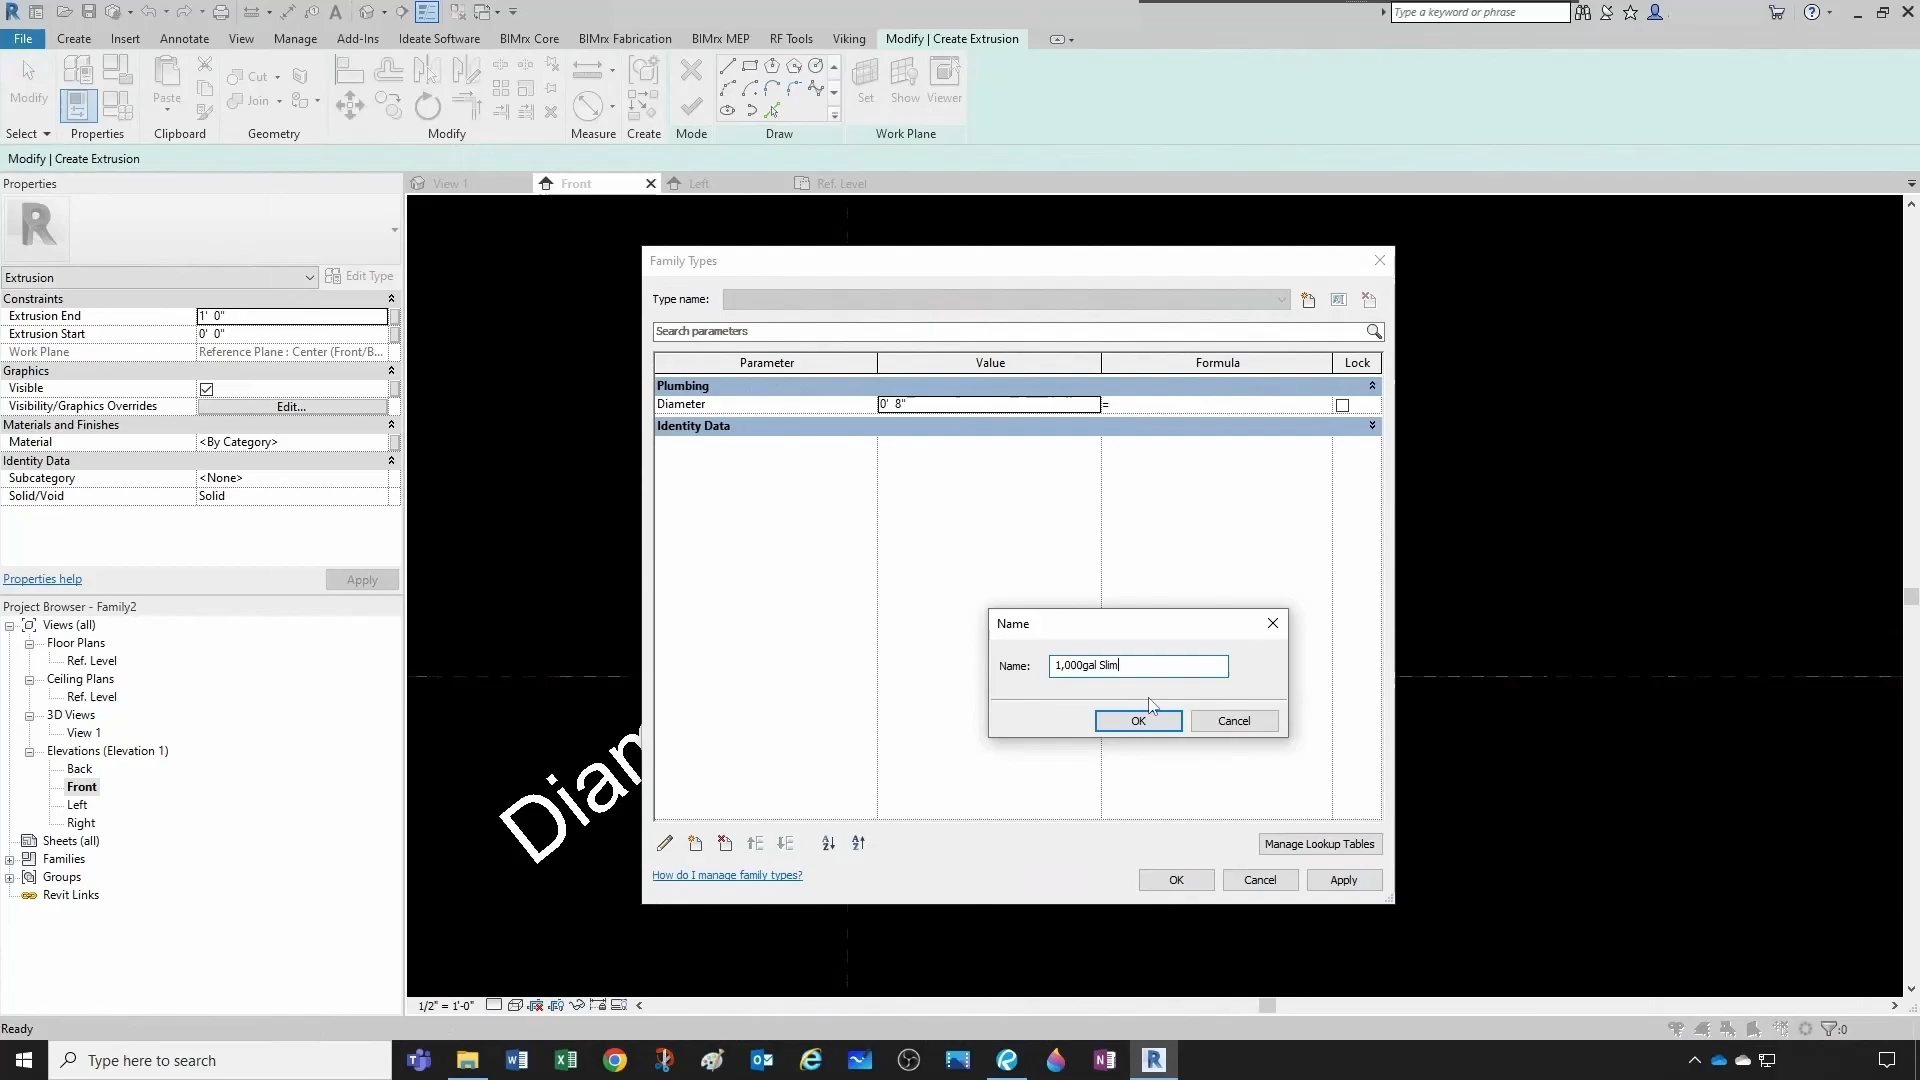 Type a keyword or phrase
File Create Insert Annotate View Manage Add-Ins Ideate Software BIMrx Core BIMrx Fabrication BIMrx MEP RF Tools Viking Modify | Create Extrusion
Modify
Paste
Cut
Join
Set Show Viewer
Select Properties Clipboard Geometry Modify Measure Create Mode Draw Work Plane
Modify | Create Extrusion
Properties
View 1 Front Left Ref. Level
Extrusion Edit Type
Constraints
Extrusion End 1' 0"
Extrusion Start 0' 0"
Work Plane Reference Plane : Center (Front/B...
Graphics
Visible
Visibility/Graphics Overrides Edit...
Materials and Finishes
Material <By Category>
Identity Data
Subcategory <None>
Solid/Void Solid
Properties help Apply
Project Browser - Family2
Views (all)
Floor Plans
Ref. Level
Ceiling Plans
Ref. Level
3D Views
View 1
Elevations (Elevation 1)
Back
Front
Left
Right
Sheets (all)
Families
Groups
Revit Links
Family Types
Type name:
Search parameters
Parameter Value Formula Lock
Plumbing
Diameter 0' 8" =
Identity Data
Name
Name: 1,000gal Slim
OK Cancel
Manage Lookup Tables
How do I manage family types?
OK Cancel Apply
1/2" = 1'-0"
Ready
:0
Type here to search